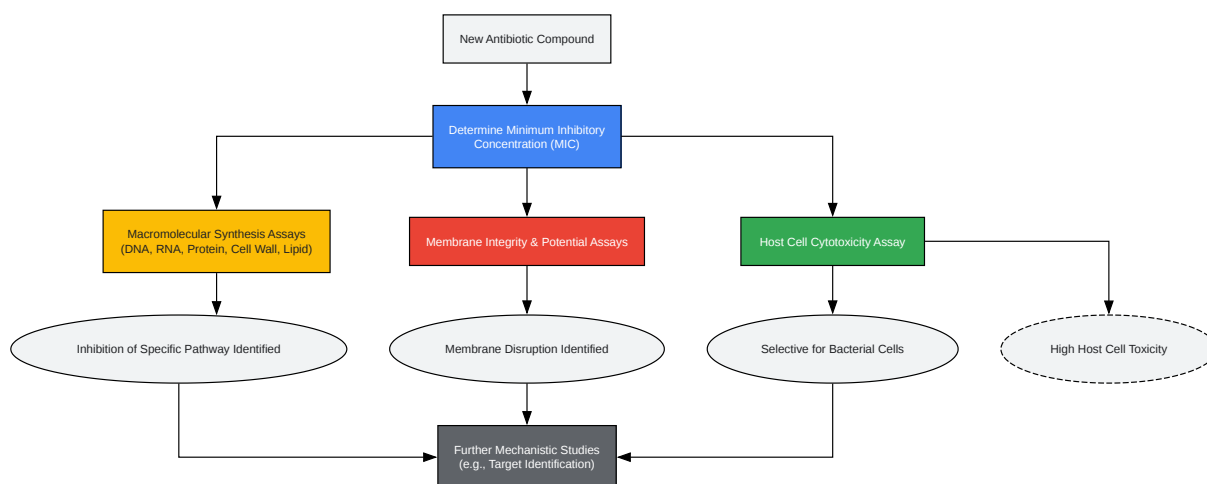 New Antibiotic Compound
Determine Minimum Inhibitory
Concentration (MIC)
Macromolecular Synthesis Assays
(DNA, RNA, Protein, Cell Wall, Lipid)
Membrane Integrity & Potential Assays
Host Cell Cytotoxicity Assay
Inhibition of Specific Pathway Identified
Membrane Disruption Identified
Selective for Bacterial Cells
High Host Cell Toxicity
Further Mechanistic Studies
(e.g., Target Identification)